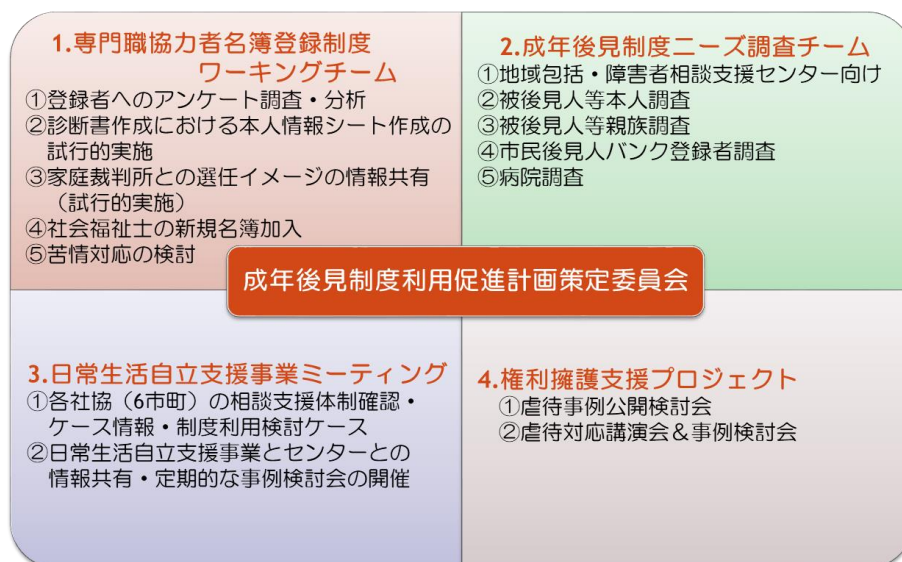 1.専門職協力者名簿登録制度
ワーキングチーム
①登録者へのアンケート調査・分析
②診断書作成における本人情報シート作成の
試行的実施
③家庭裁判所との選任イメージの情報共有
（試行的実施）
④社会福祉士の新規名簿加入
⑤苦情対応の検討
2.成年後見制度ニーズ調査チーム
①地域包括・障害者相談支援センター向け
②被後見人等本人調査
③被後見人等親族調査
④市民後見人バンク登録者調査
⑤病院調査
成年後見制度利用促進計画策定委員会
3.日常生活自立支援事業ミーティング
①各社協（6市町）の相談支援体制確認・
ケース情報・制度利用検討ケース
②日常生活自立支援事業とセンターとの
情報共有・定期的な事例検討会の開催
4.権利擁護支援プロジェクト
①虐待事例公開検討会
②虐待対応講演会＆事例検討会